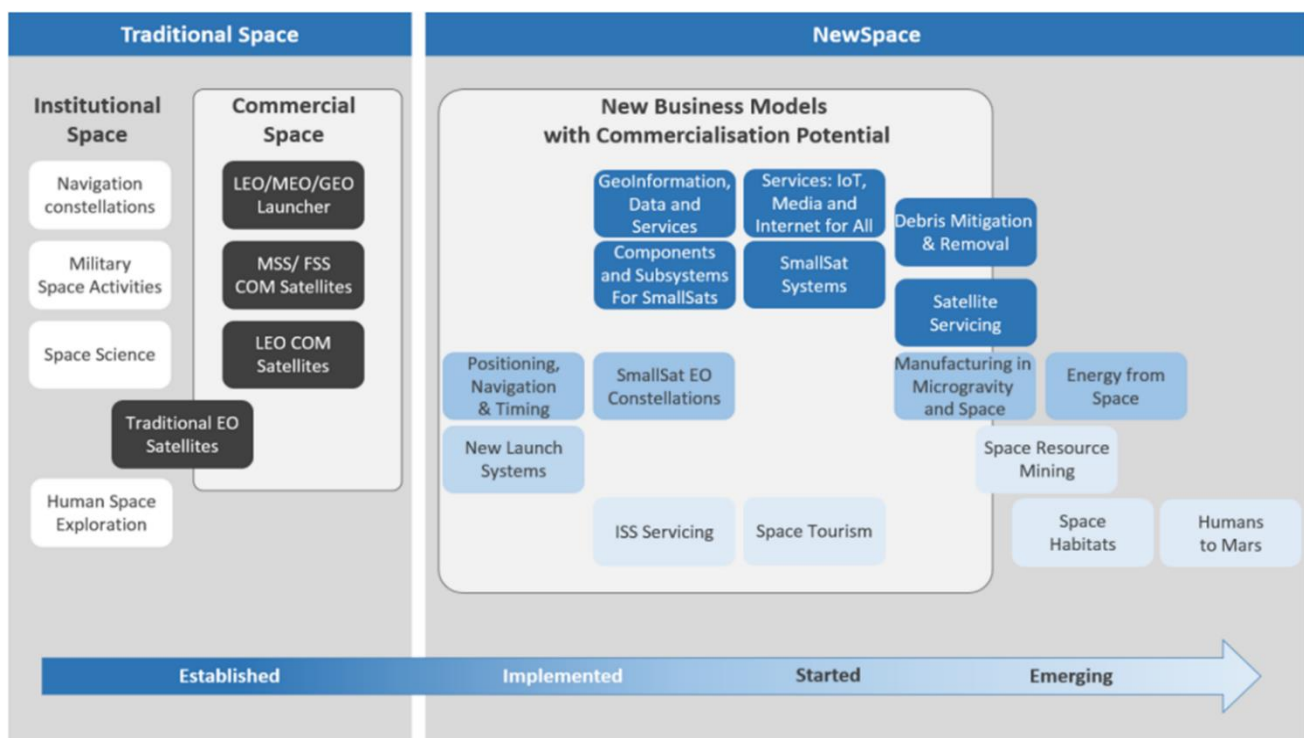 Traditional Space
NewSpace
Institutional
Space
Commercial
Space
Navigation
constellations
Military
Space Activities
Space Science
Human Space
Exploration
LEO/MEO/GEO
Launcher
MSS/ FSS
COM Satellites
LEO COM
Satellites
Traditional EO
Satellites
New Business Models
with Commercialisation Potential
GeoInformation,
Data and
Services
Services: IoT,
Media and
Internet for All
Debris Mitigation
& Removal
Components
and Subsystems
For SmallSats
SmallSat
Systems
Satellite
Servicing
Positioning,
Navigation
& Timing
SmallSat EO
Constellations
Manufacturing in
Microgravity
and Space
Energy from
Space
New Launch
Systems
Space Resource
Mining
ISS Servicing
Space Tourism
Space
Habitats
Humans
to Mars
Established
Implemented
Started
Emerging